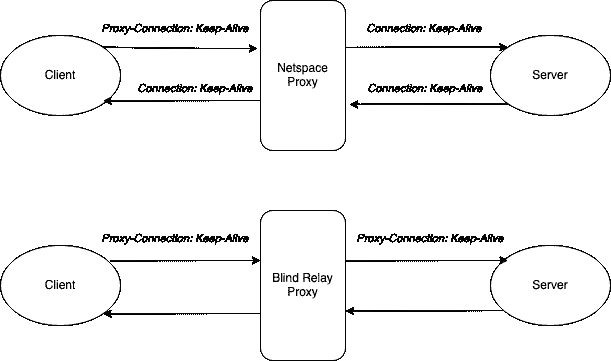 Proxy-Connection: Keep-Alive
Connection: Keep-Alive
Client
Netspace
Proxy
Server
Connection: Keep-Alive
Connection: Keep-Alive
Proxy-Connection: Keep-Alive
Proxy-Connection: Keep-Alive
Client
Blind Relay
Proxy
Server